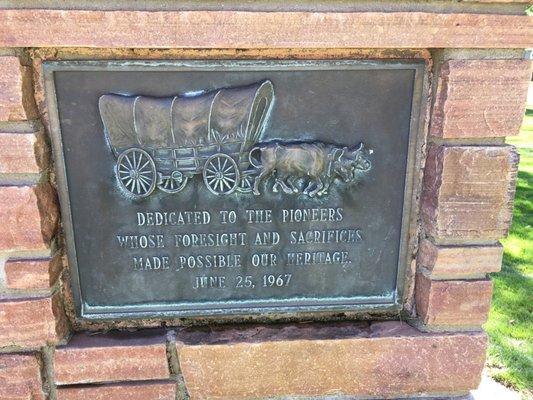 DEDICATED TO THE PIONEERS
WHOSE FORESIGHT AND SACRIFICES
MADE POSSIBLE OUR HERITAGE.
JUNE 25, 1967